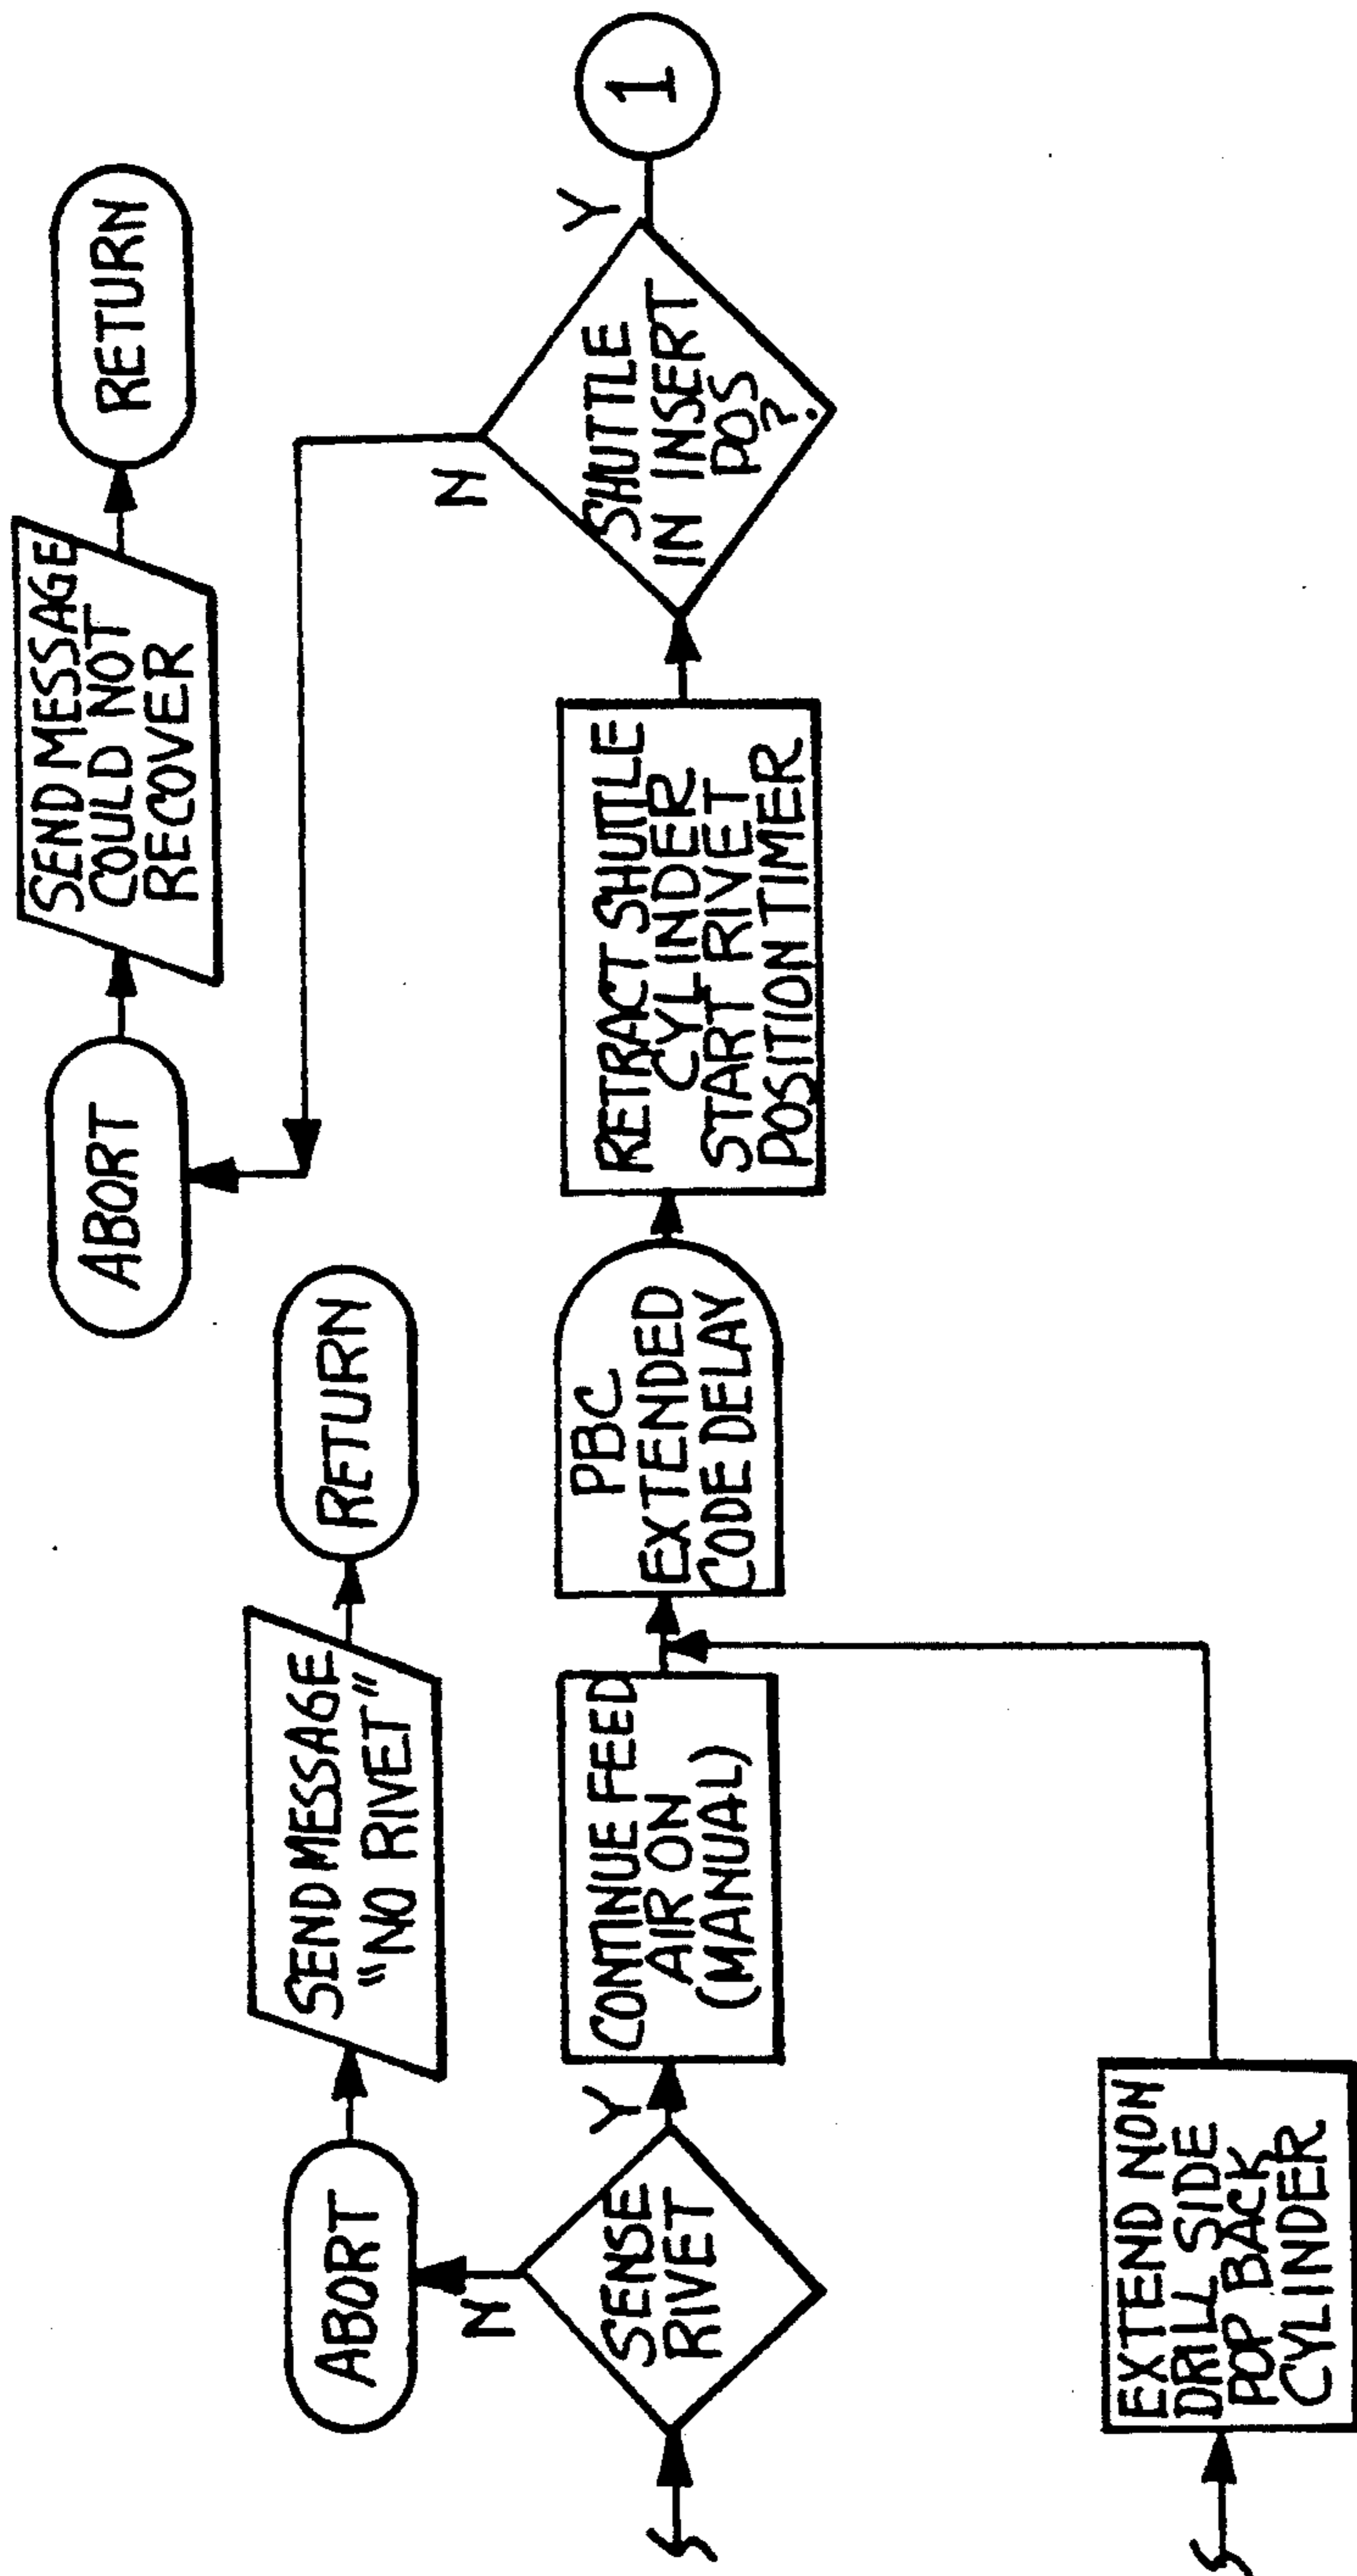 ABORT
SEND MESSAGE
COULD NOT
RECOVER
RETURN
ABORT
SEND MESSAGE
"NO RIVET"
RETURN
N
SENSE
RIVET
Y
CONTINUE FEED
AIR ON
(MANUAL)
PBC
EXTENDED
CODE DELAY
RETRACT SHUTTLE
CYLINDER
START RIVET
POSITION TIMER
N
SHUTTLE
IN INSERT
POS
?
Y
1
EXTEND NON
DRILL SIDE
POP BACK
CYLINDER